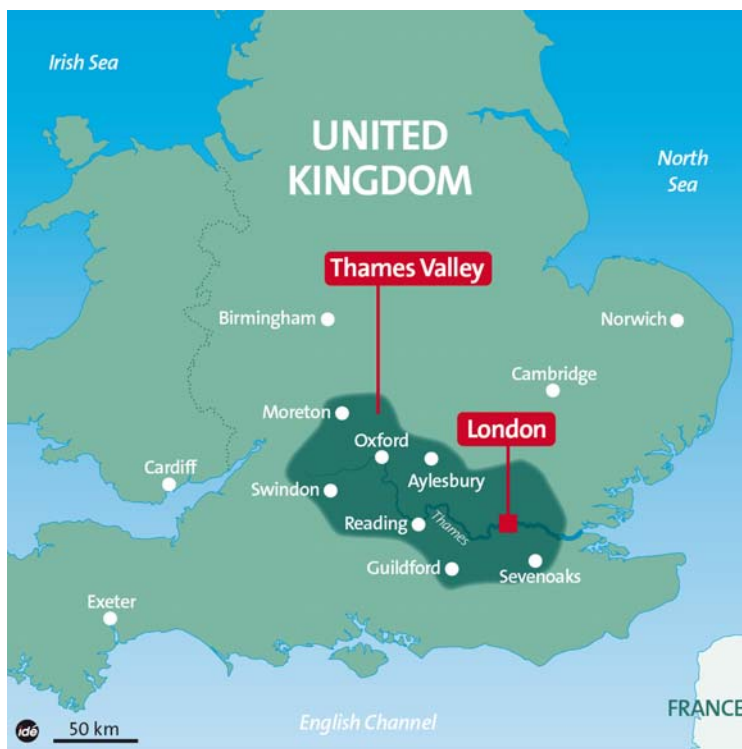 Irish Sea
UNITED
KINGDOM
North
Sea
Thames Valley
Birmingham
Norwich
Cambridge
Moreton
London
Oxford
Cardiff
Aylesbury
Swindon
Reading
Thames
Guildford
Sevenoaks
Exeter
FRANCE
idé
50 km
English Channel